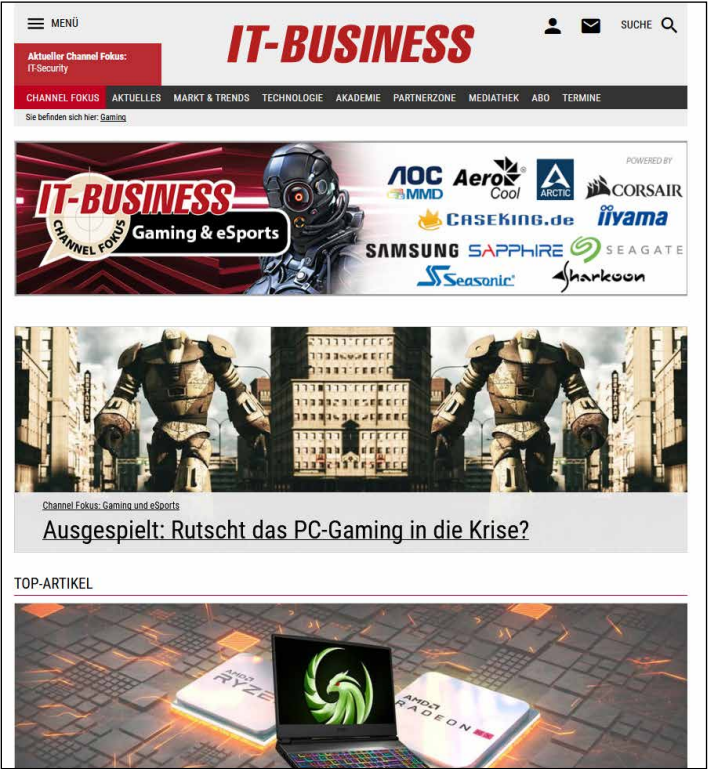 MENÜ
IT-BUSINESS
SUCHE
Aktueller Channel Fokus:
IT-Security
CHANNEL FOKUS AKTUELLES MARKT & TRENDS TECHNOLOGIE AKADEMIE PARTNERZONE MEDIATHEK ABO TERMINE
Sie befinden sich hier: Gaming
IT-BUSINESS
CHANNEL FOKUS
Gaming & eSports
POWERED BY
AOC
MMD
Aero
Cool
ARCTIC
CORSAIR
CASEKING.de
iiyama
SAMSUNG
SAPPHIRE
SEAGATE
Seasonic
Sharkoon
Channel Fokus: Gaming und eSports
Ausgespielt: Rutscht das PC-Gaming in die Krise?
TOP-ARTIKEL
AMD
RYZE
AMD
RADEON